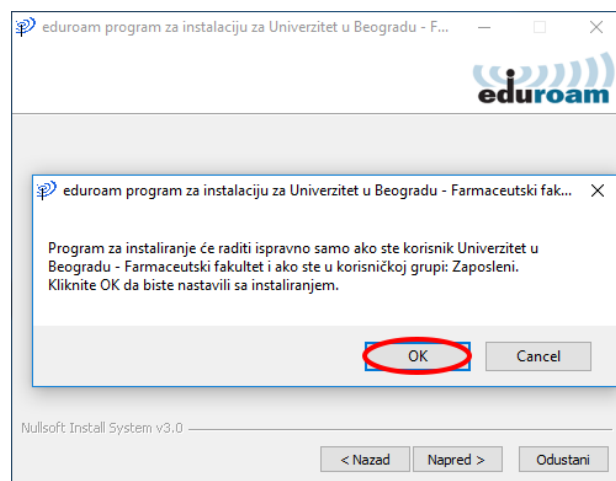 eduroam program za instalaciju za Univerzitet u Beogradu - F...
eduroam
eduroam program za instalaciju za Univerzitet u Beogradu - Farmaceutski fak...
Program za instaliranje će raditi ispravno samo ako ste korisnik Univerzitet u
Beogradu - Farmaceutski fakultet i ako ste u korisničkoj grupi: Zaposleni.
Kliknite OK da biste nastavili sa instaliranjem.
OK Cancel
Nullsoft Install System v3.0
< Nazad Napred > Odustani